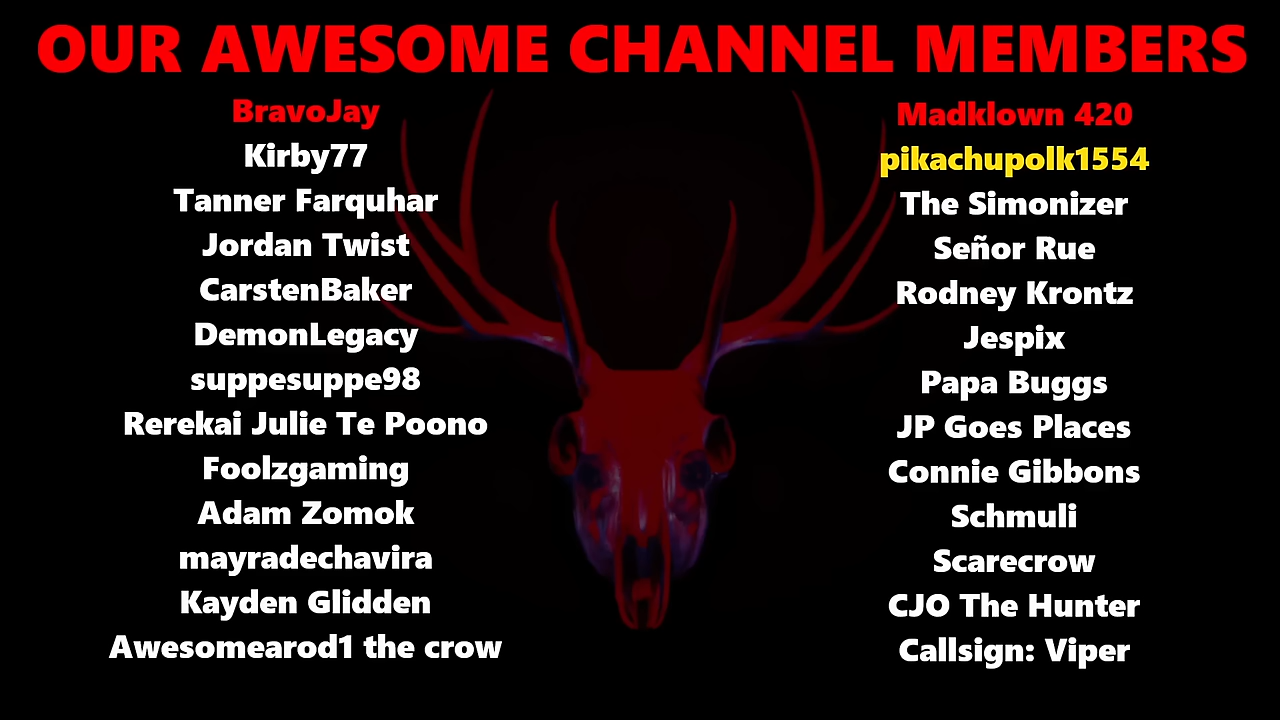 OUR AWESOME CHANNEL MEMBERS
BravoJay
Kirby77
Tanner Farquhar
Jordan Twist
CarstenBaker
DemonLegacy
suppesuppe98
Rerekai Julie Te Poono
Foolzgaming
Adam Zomok
mayradechavira
Kayden Glidden
Awesomearod1 the crow
Madklown 420
pikachupolk1554
The Simonizer
Señor Rue
Rodney Krontz
Jespix
Papa Buggs
JP Goes Places
Connie Gibbons
Schmuli
Scarecrow
CJO The Hunter
Callsign: Viper